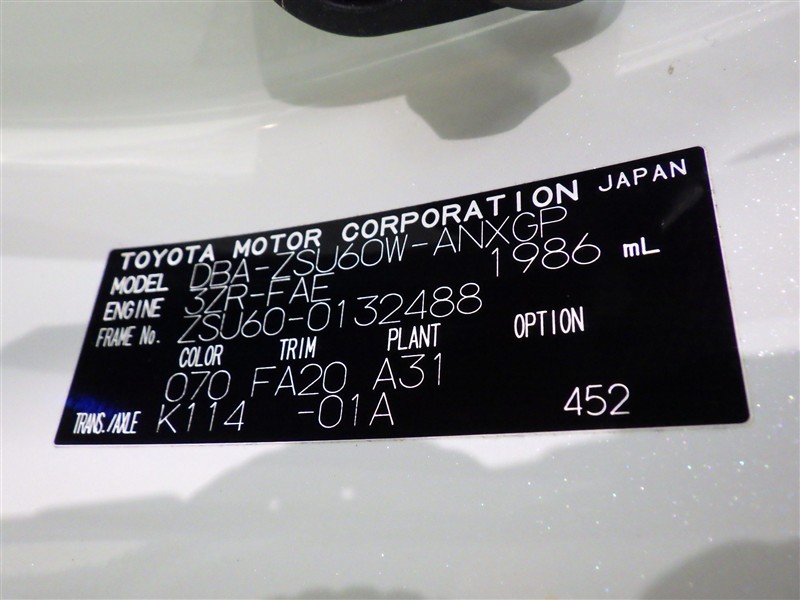 TOYOTA MOTOR CORPORATION JAPAN
MODEL DBA-ZSU60W-ANXGP
ENGINE 3ZR-FAE 1986 mL
FRAME No. ZSU60-0132488
COLOR TRIM PLANT OPTION
070 FA20 A31
TRANS./AXLE K114 -01A 452